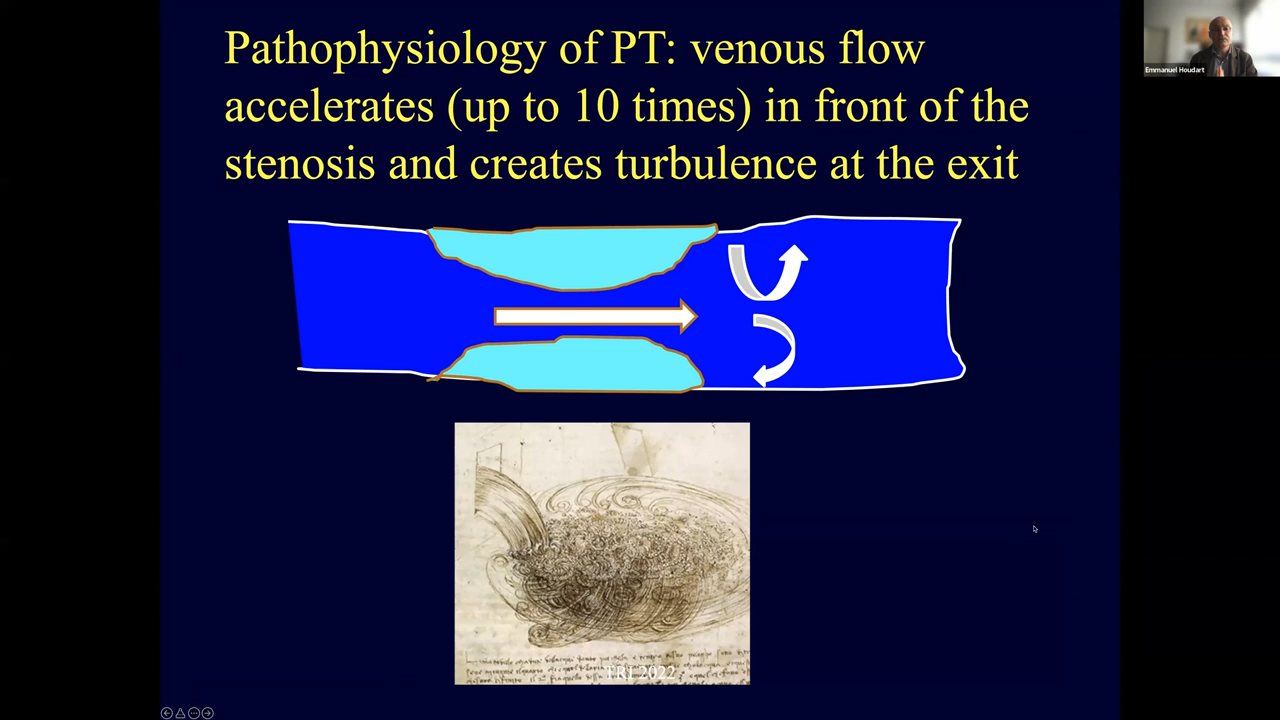 Pathophysiology of PT: venous flow
accelerates (up to 10 times) in front of the
stenosis and creates turbulence at the exit
Emmanuel Houdart
TRI 2022